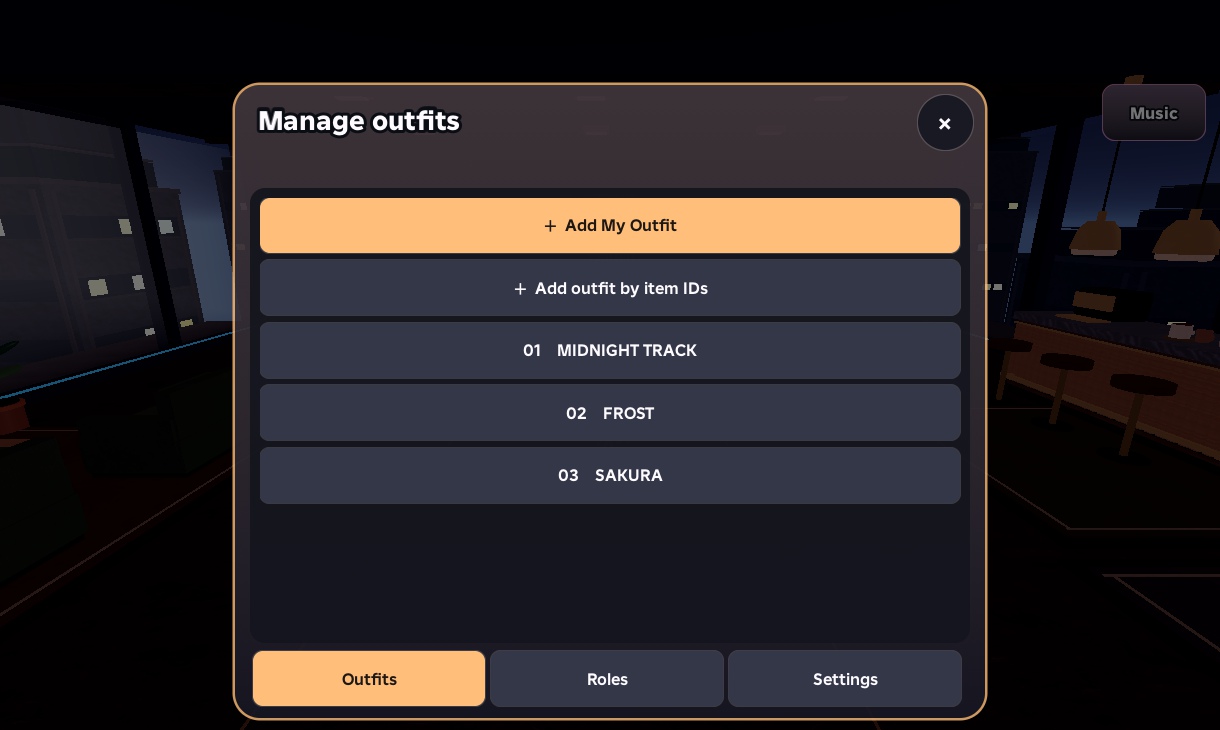 Manage outfits
×
Music
+ Add My Outfit
+ Add outfit by item IDs
01 MIDNIGHT TRACK
02 FROST
03 SAKURA
Outfits
Roles
Settings